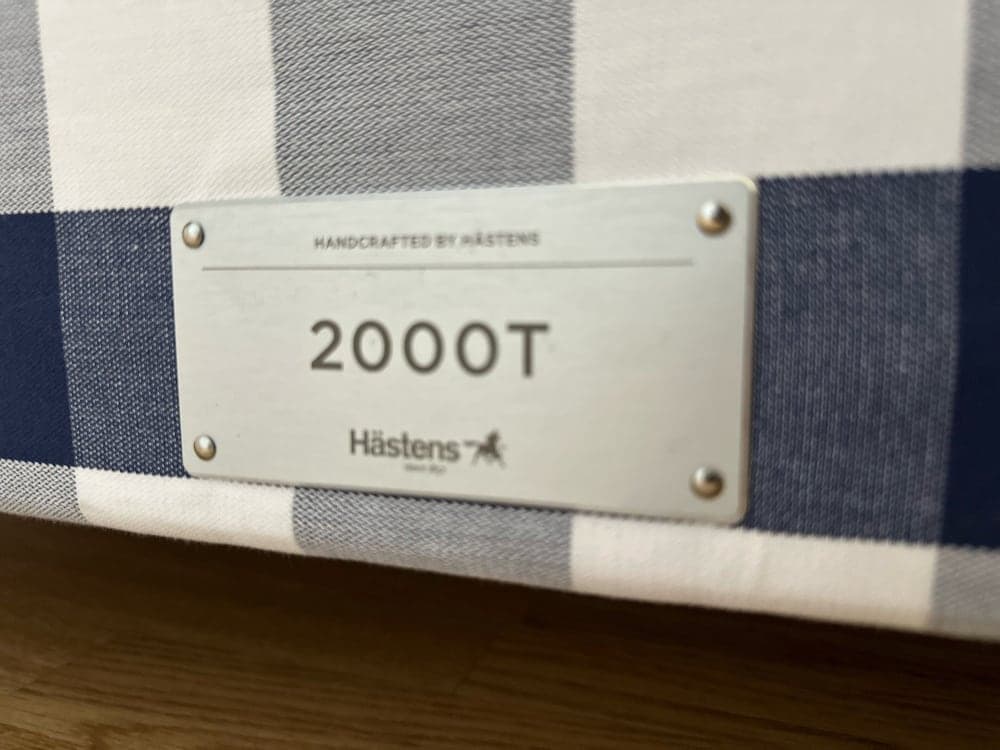 HANDCRAFTED BY HÄSTENS
2000T
Hästens